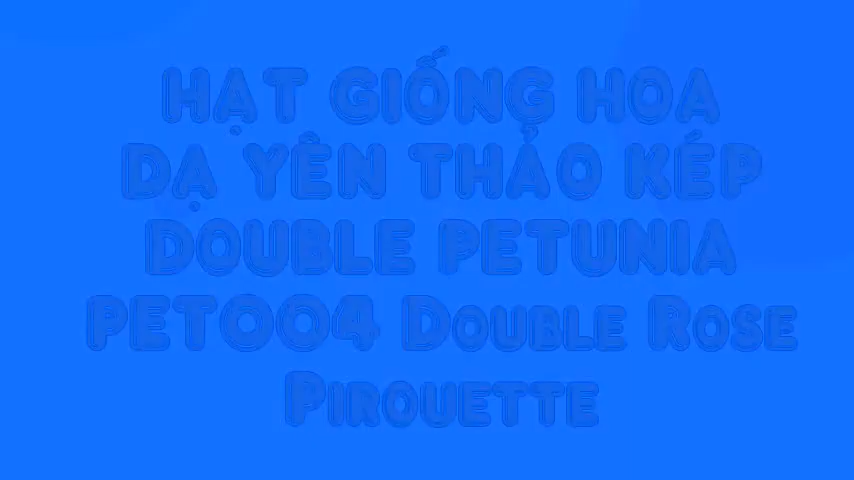 HẠT GIỐNG HOA
DẠ YÊN THẢO KÉP
DOUBLE PETUNIA
PET004 Double Rose
Pirouette